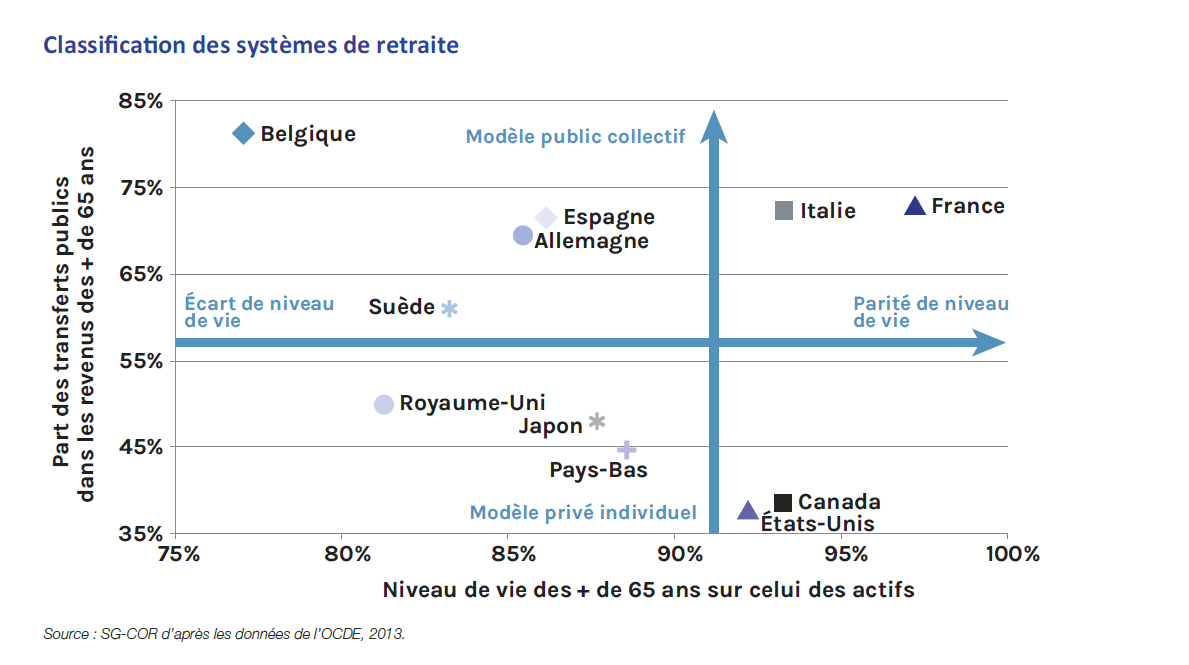 Classification des systèmes de retraite
Part des transferts publics
dans les revenus des + de 65 ans
85%
75%
65%
55%
45%
35%
Belgique
Modèle public collectif
Italie
France
Espagne
Allemagne
Écart de niveau
de vie
Suède
Parité de niveau
de vie
Royaume-Uni
Japon
Pays-Bas
Modèle privé individuel
Canada
États-Unis
75%
80%
85%
90%
95%
100%
Niveau de vie des + de 65 ans sur celui des actifs
Source : SG-COR d'après les données de l'OCDE, 2013.